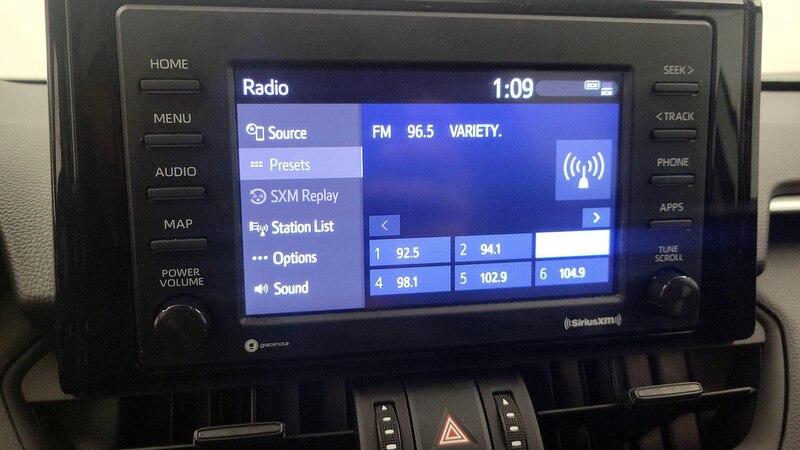 HOME
MENU
AUDIO
MAP
POWER
VOLUME
Radio
1:09
Source
Presets
SXM Replay
Station List
Options
Sound
FM 96.5 VARIETY.
<
>
1 92.5
2 94.1
4 98.1
5 102.9
6 104.9
gracenote
SiriusXM
SEEK >
< TRACK
PHONE
APPS
TUNE
SCROLL